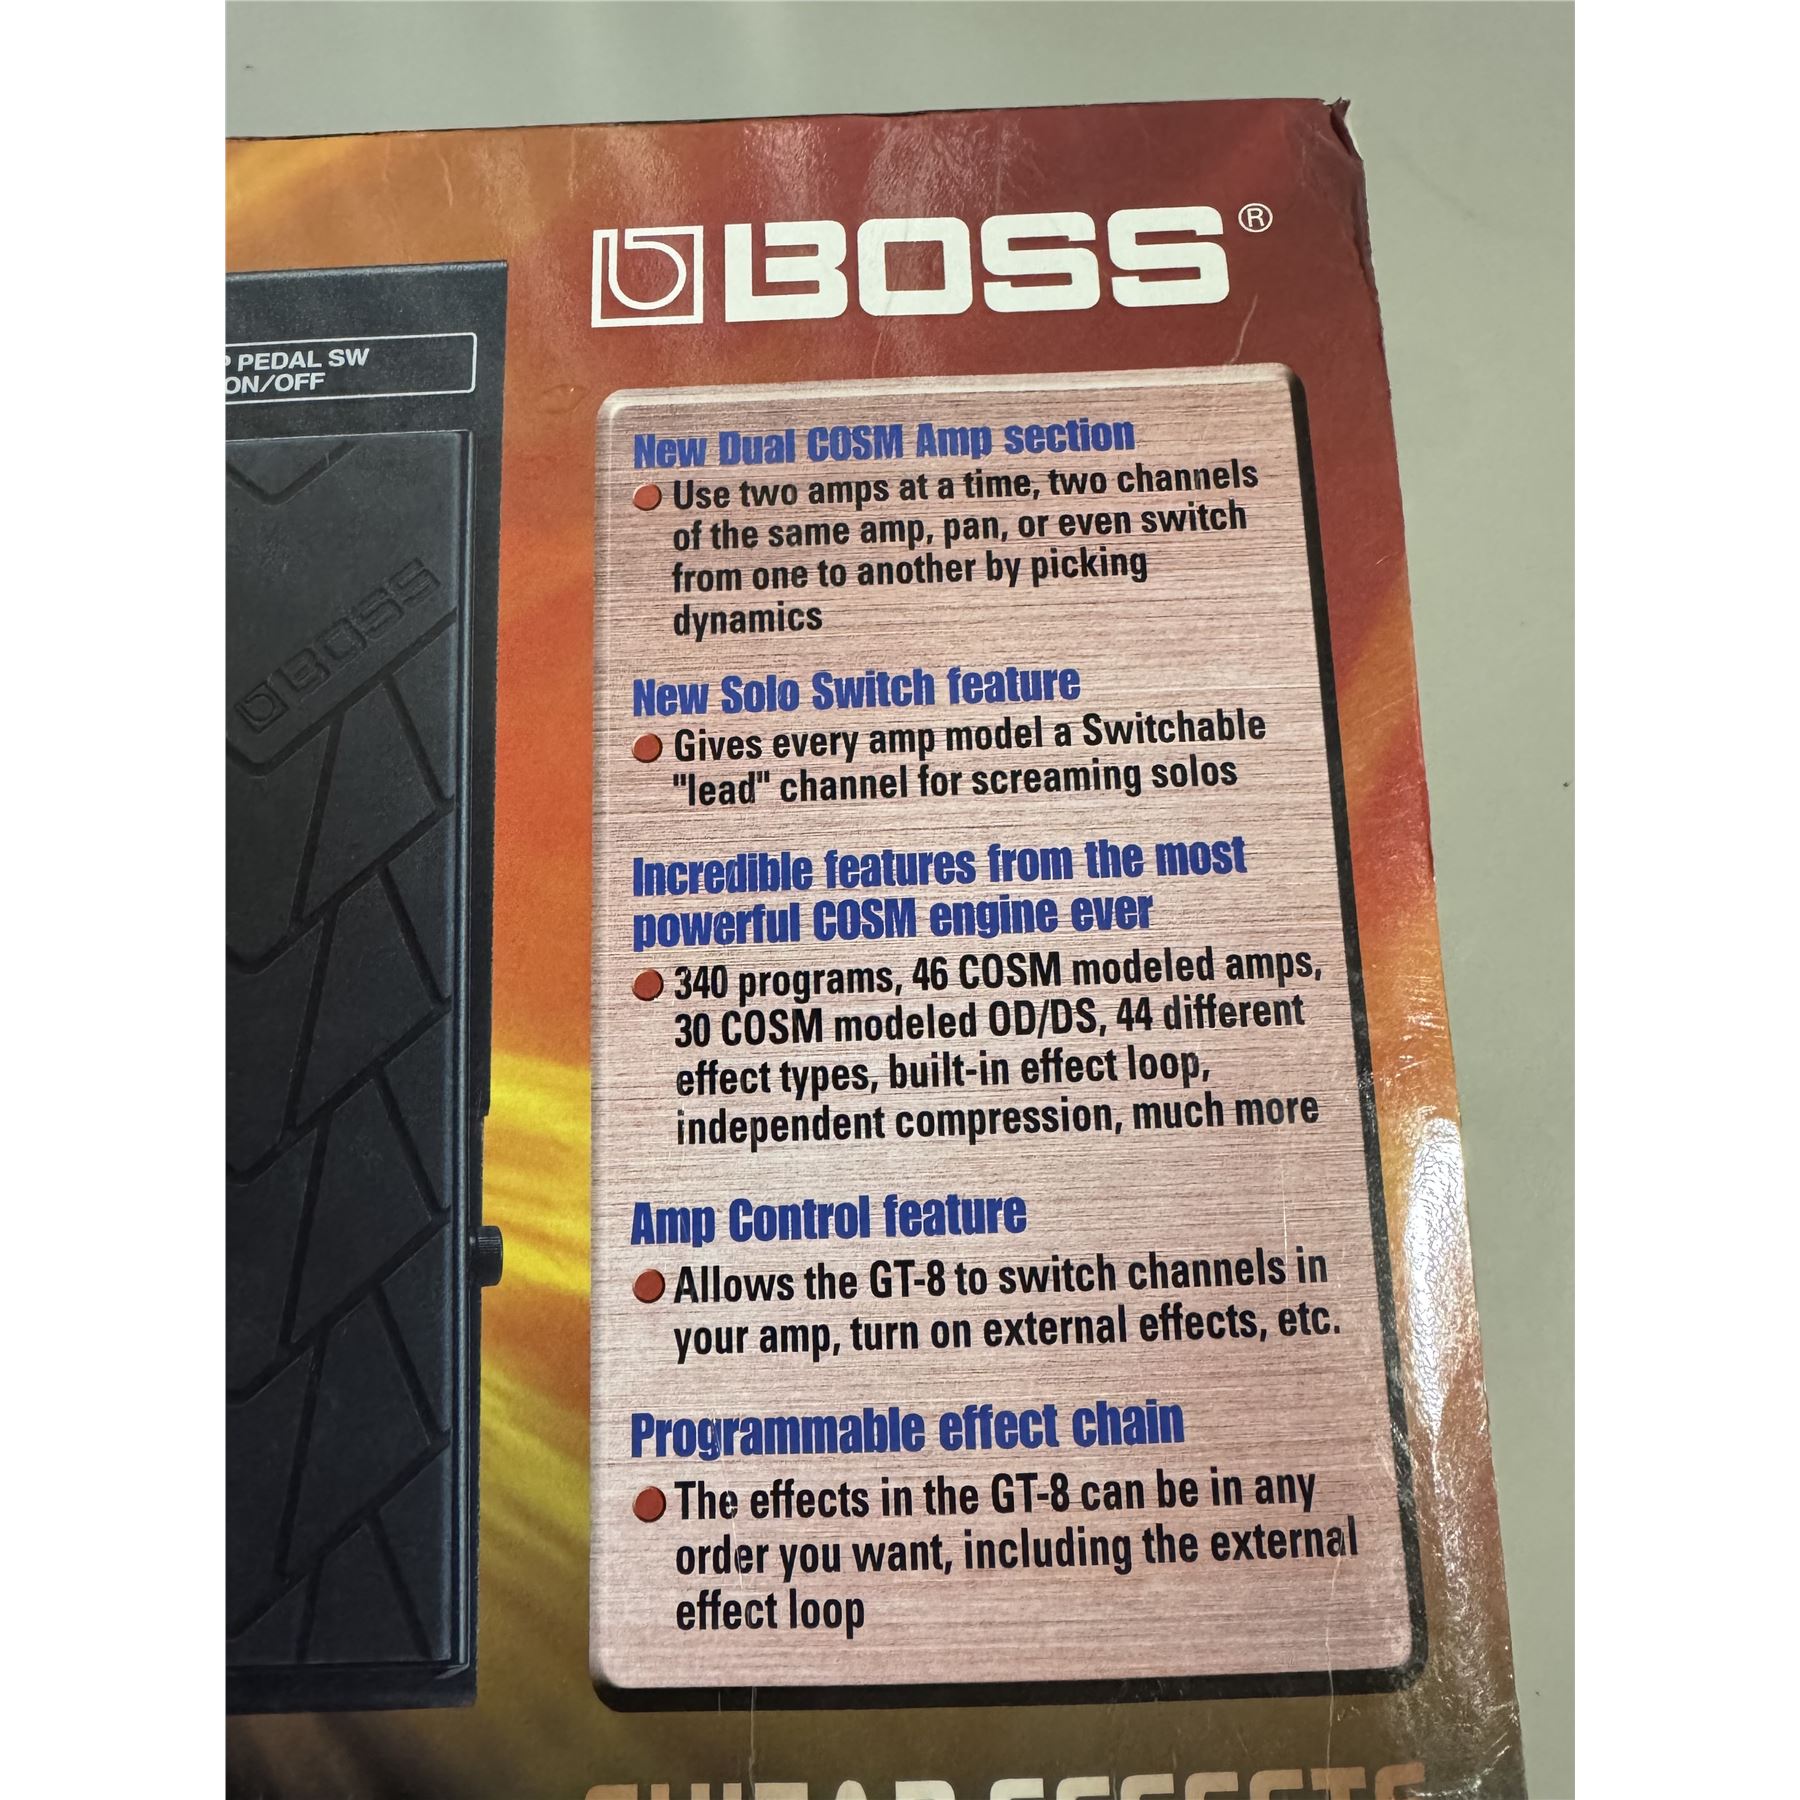 BOSS®
PEDAL SW
ON/OFF
BOSS
New Dual COSM Amp section
Use two amps at a time, two channels
of the same amp, pan, or even switch
from one to another by picking
dynamics
New Solo Switch feature
Gives every amp model a Switchable
"lead" channel for screaming solos
Incredible features from the most
powerful COSM engine ever
340 programs, 46 COSM modeled amps,
30 COSM modeled OD/DS, 44 different
effect types, built-in effect loop,
independent compression, much more
Amp Control feature
Allows the GT-8 to switch channels in
your amp, turn on external effects, etc.
Programmable effect chain
The effects in the GT-8 can be in any
order you want, including the external
effect loop
GUITAR EFFECTS